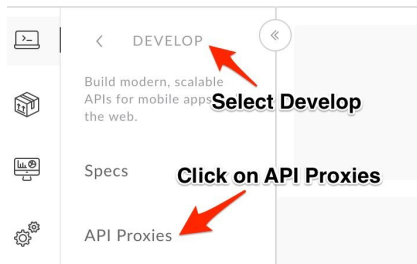 DEVELOP
Build modern, scalable
APIs for mobile apps
the web.
Select Develop
Specs
Click on API Proxies
API Proxies